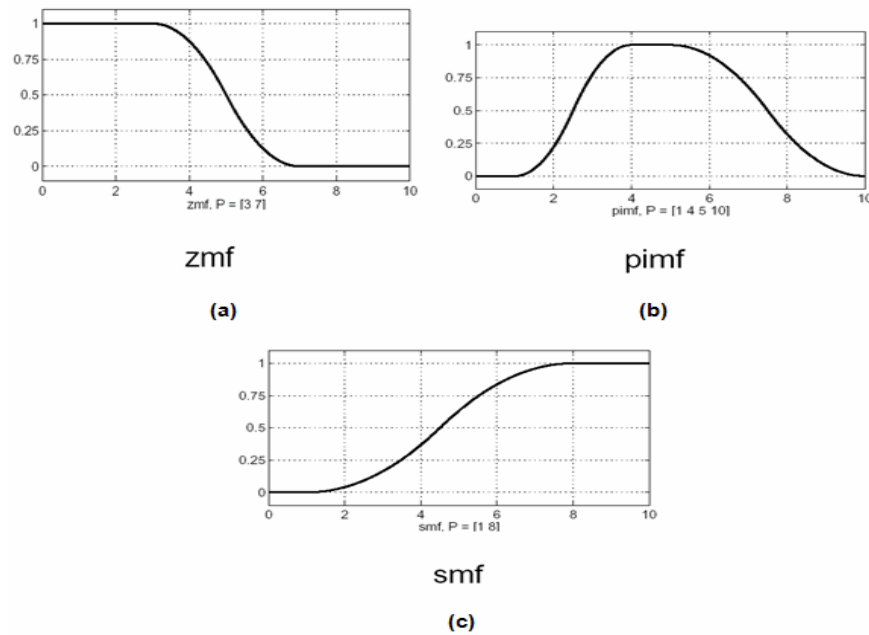 1
0.75
0.5
0.25
0
0 2 4 6 8 10
zmf, P = [3 7]
zmf
(a)
1
0.75
0.5
0.25
0
0 2 4 6 8 10
pimf, P = [1 4 5 10]
pimf
(b)
1
0.75
0.5
0.25
0
0 2 4 6 8 10
smf, P = [1 8]
smf
(c)